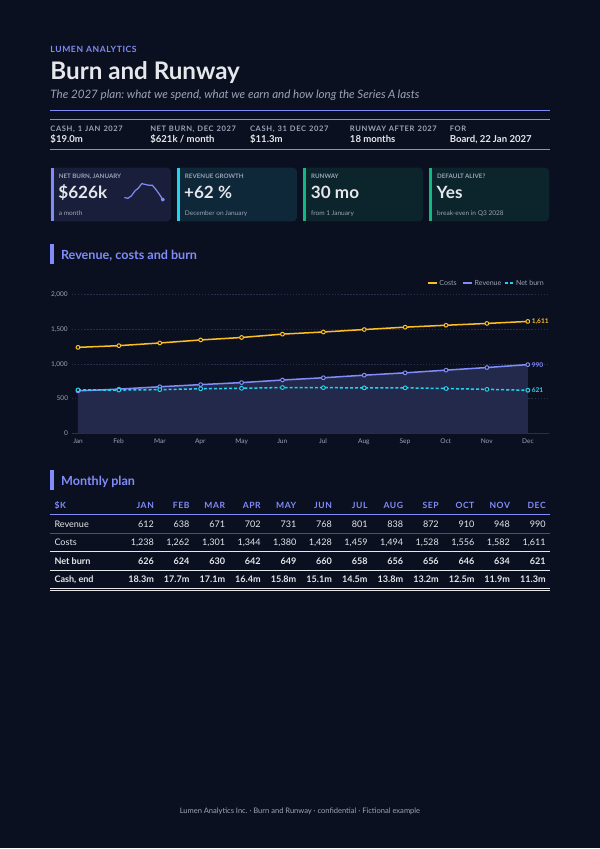 LUMEN ANALYTICS
Burn and Runway
The 2027 plan: what we spend, what we earn and how long the Series A lasts
CASH, 1 JAN 2027 NET BURN, DEC 2027 CASH, 31 DEC 2027 RUNWAY AFTER 2027 FOR
$19.0m $621k / month $11.3m 18 months Board, 22 Jan 2027
NET BURN, JANUARY REVENUE GROWTH RUNWAY DEFAULT ALIVE?
$626k +62 % 30 mo Yes
a month December on January from 1 January break-even in Q3 2028
Revenue, costs and burn
Costs Revenue Net burn
2,000
1,500
1,000
500
0
1,611
990
621
Jan Feb Mar Apr May Jun Jul Aug Sep Oct Nov Dec
Monthly plan
$K JAN FEB MAR APR MAY JUN JUL AUG SEP OCT NOV DEC
Revenue 612 638 671 702 731 768 801 838 872 910 948 990
Costs 1,238 1,262 1,301 1,344 1,380 1,428 1,459 1,494 1,528 1,556 1,582 1,611
Net burn 626 624 630 642 649 660 658 656 656 646 634 621
Cash, end 18.3m 17.7m 17.1m 16.4m 15.8m 15.1m 14.5m 13.8m 13.2m 12.5m 11.9m 11.3m
Lumen Analytics Inc. · Burn and Runway · confidential · Fictional example